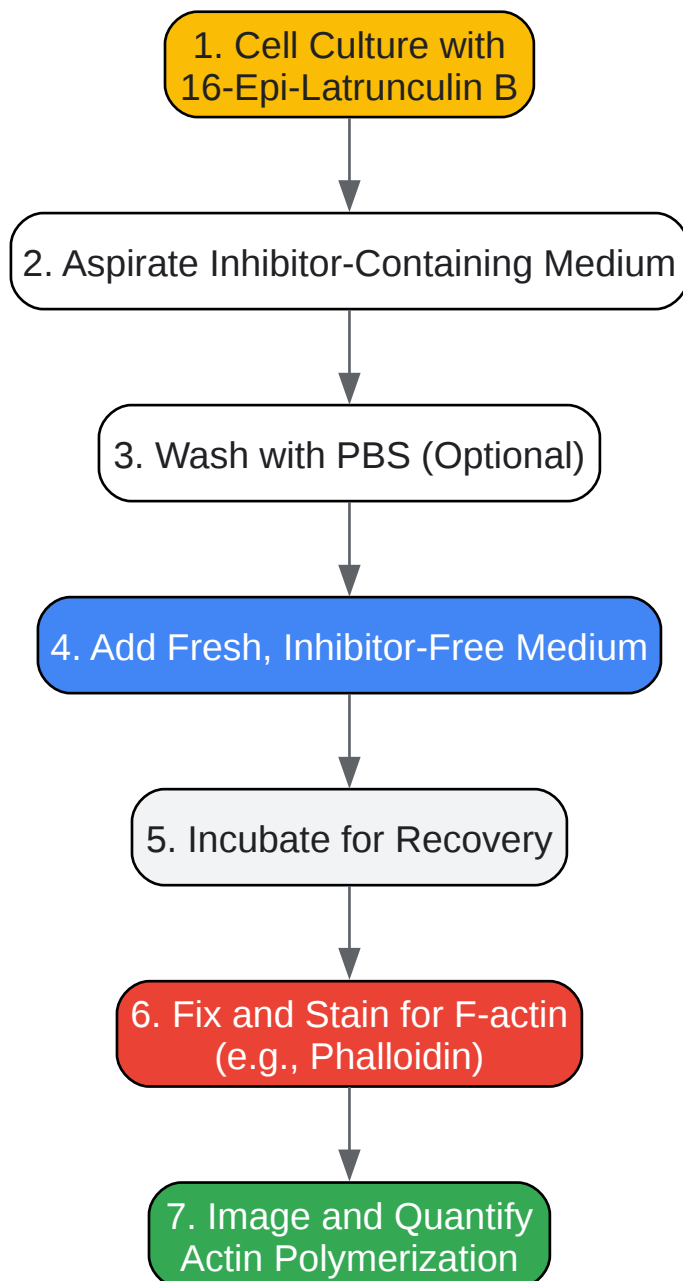 1. Cell Culture with
16-Epi-Latrunculin B
2. Aspirate Inhibitor-Containing Medium
3. Wash with PBS (Optional)
4. Add Fresh, Inhibitor-Free Medium
5. Incubate for Recovery
6. Fix and Stain for F-actin
(e.g., Phalloidin)
7. Image and Quantify
Actin Polymerization